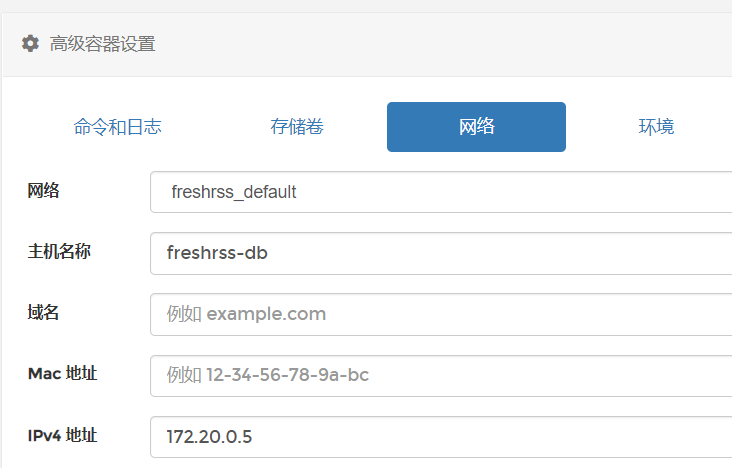 高级容器设置
命令和日志 存储卷 网络 环境
网络 freshrss_default
主机名称 freshrss-db
域名 例如 example.com
Mac 地址 例如 12-34-56-78-9a-bc
IPv4 地址 172.20.0.5